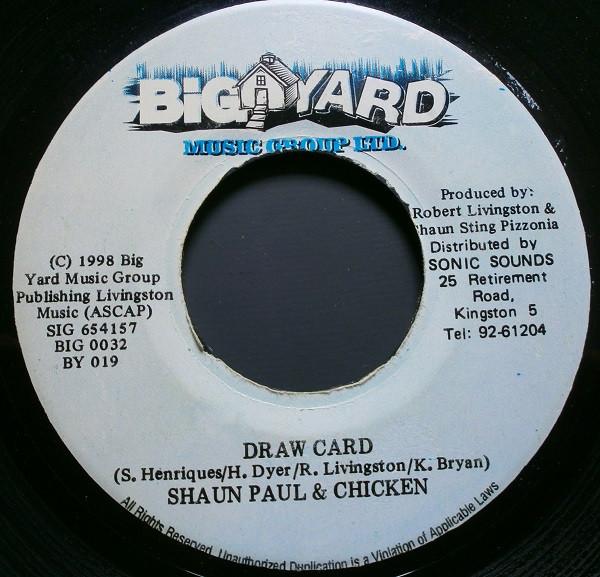 BiG YARD
MUSIC GROUP LTD.
Produced by:
Robert Livingston &
haun Sting Pizzonia
Distributed by
SONIC SOUNDS
25 Retirement
Road,
Kingston 5
Tel: 92-61204
(C) 1998 Big
Yard Music Group
Publishing Livingston
Music (ASCAP)
SIG 654157
BIG 0032
BY 019
DRAW CARD
(S. Henriques/H. Dyer/R. Livingston/K. Bryan)
SHAUN PAUL & CHICKEN
All Rights Reserved. Unauthorized Duplication is a Violation of Applicable Laws